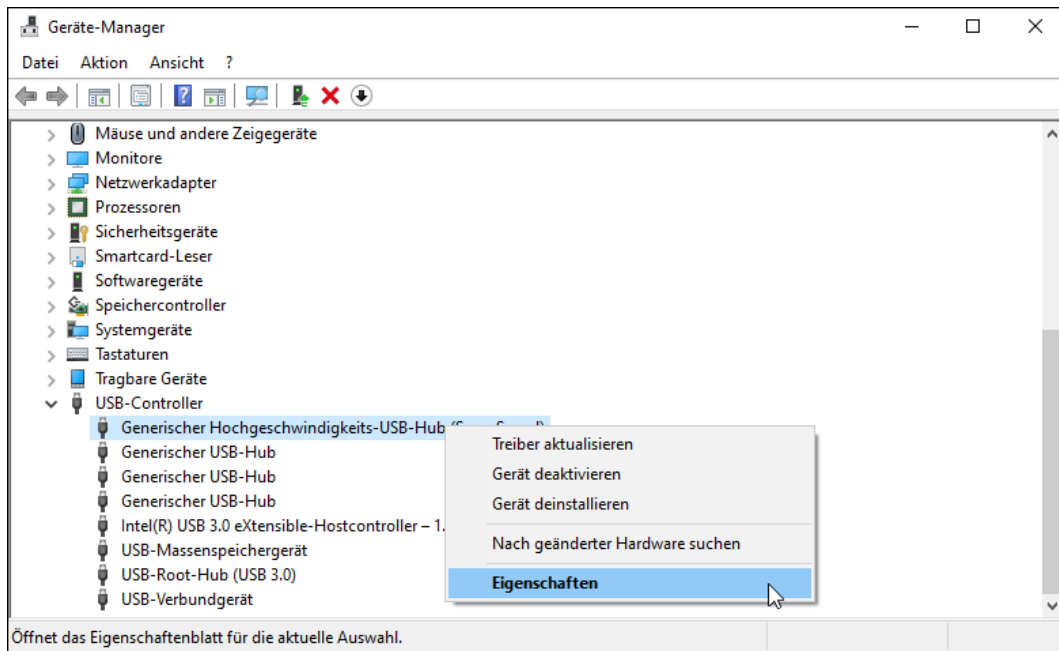 Geräte-Manager
Datei Aktion Ansicht ?
Mäuse und andere Zeigegeräte
Monitore
Netzwerkadapter
Prozessoren
Sicherheitsgeräte
Smartcard-Leser
Softwaregeräte
Speichercontroller
Systemgeräte
Tastaturen
Tragbare Geräte
USB-Controller
Generischer Hochgeschwindigkeits-USB-Hub
Generischer USB-Hub
Generischer USB-Hub
Generischer USB-Hub
Intel(R) USB 3.0 eXtensible-Hostcontroller – 1.
USB-Massenspeichergerät
USB-Root-Hub (USB 3.0)
USB-Verbundgerät
Treiber aktualisieren
Gerät deaktivieren
Gerät deinstallieren
Nach geänderter Hardware suchen
Eigenschaften
Öffnet das Eigenschaftenblatt für die aktuelle Auswahl.